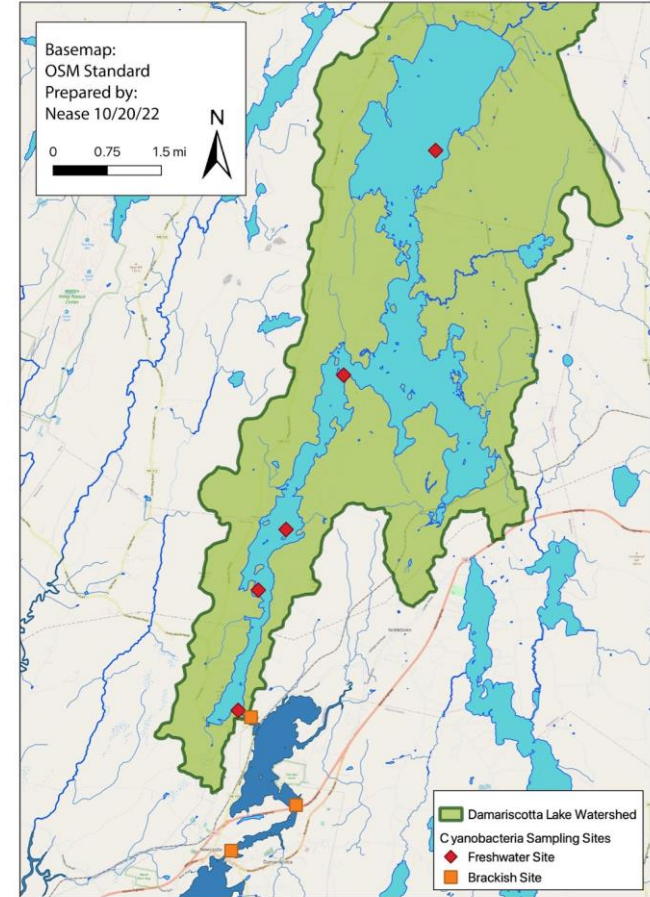 Basemap:
OSM Standard
Prepared by:
Nease 10/20/22
N
0 0.75 1.5 mi
Damariscotta Lake Watershed
Cyanobacteria Sampling Sites
Freshwater Site
Brackish Site